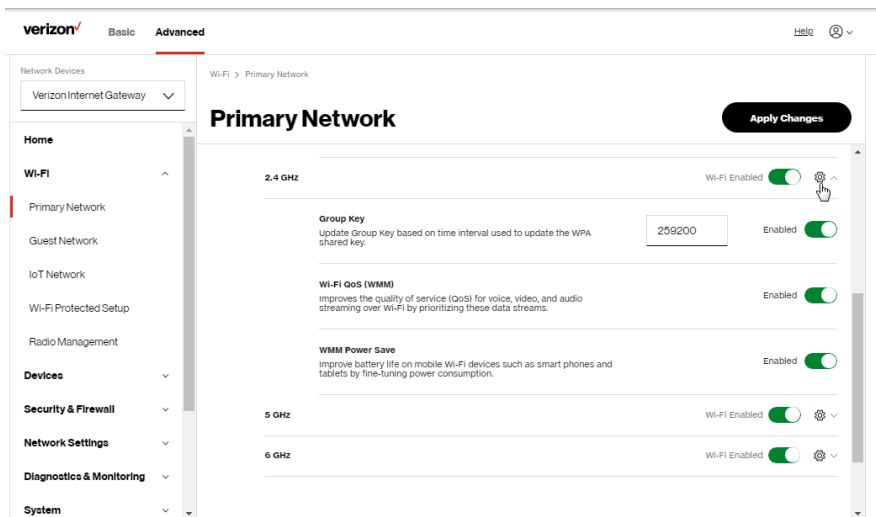 verizon Basic Advanced Help
Network Devices
Verizon Internet Gateway
Home
Wi-Fi
Primary Network
Guest Network
IoT Network
Wi-Fi Protected Setup
Radio Management
Devices
Security & Firewall
Network Settings
Diagnostics & Monitoring
System
Wi-Fi > Primary Network
Primary Network Apply Changes
2.4 GHz Wi-Fi Enabled
Group Key
Update Group Key based on time interval used to update the WPA
shared key.
259200 Enabled
Wi-Fi QoS (WMM)
Improves the quality of service (QoS) for voice, video, and audio
streaming over Wi-Fi by prioritizing these data streams.
Enabled
WMM Power Save
Improve battery life on mobile Wi-Fi devices such as smart phones and
tablets by fine-tuning power consumption.
Enabled
5 GHz Wi-Fi Enabled
6 GHz Wi-Fi Enabled